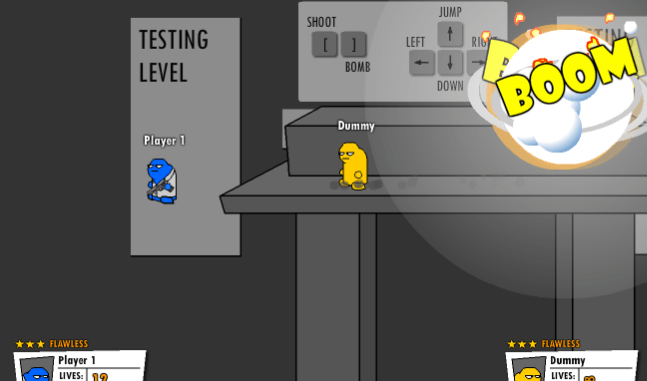 TESTING
LEVEL
SHOOT
[ ]
BOMB
JUMP
LEFT
↑
← ↓ →
DOWN
BOOM
Player 1
Dummy
FLAWLESS
Player 1
LIVES: 12
FLAWLESS
Dummy
LIVES: